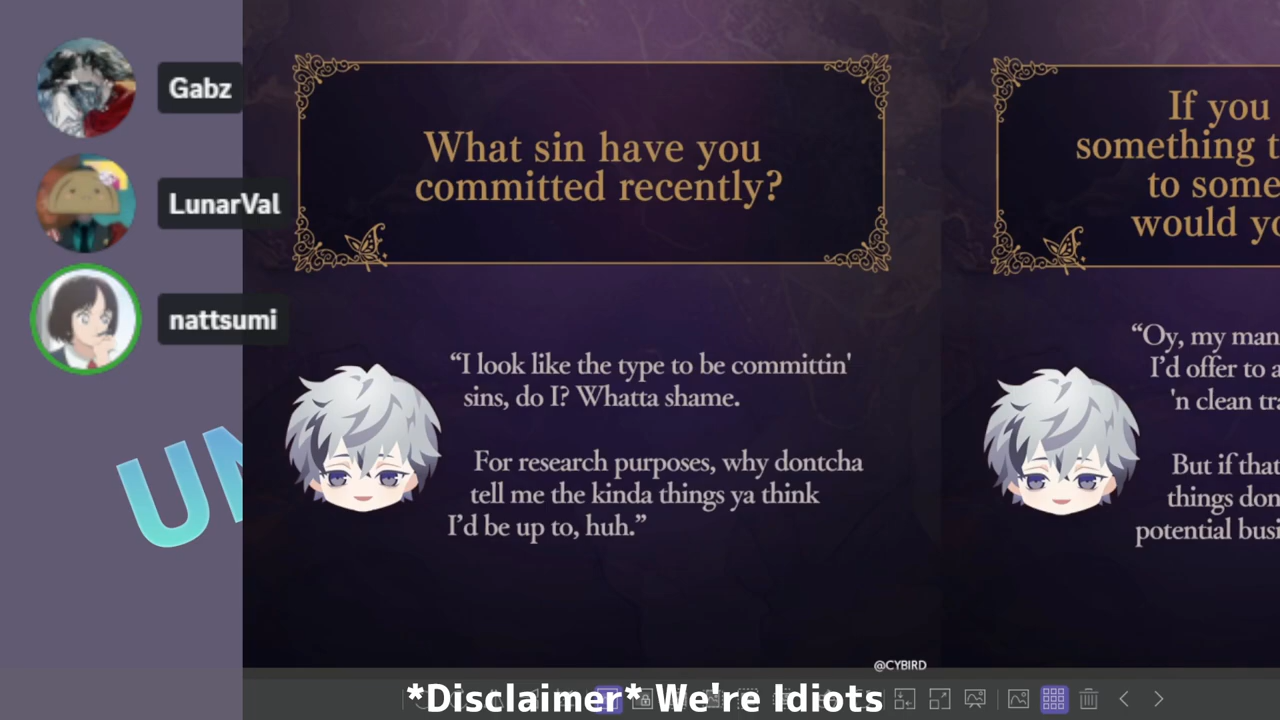 Gabz
LunarVal
nattsumi
UN
What sin have you
committed recently?
“I look like the type to be committin'
sins, do I? Whatta shame.
For research purposes, why dontcha
tell me the kinda things ya think
I’d be up to, huh.”
If you
something t
to some
would yo
“Oy, my man
I’d offer to a
'n clean tra
But if that
things don
potential busi
@CYBIRD
*Disclaimer* We're Idiots